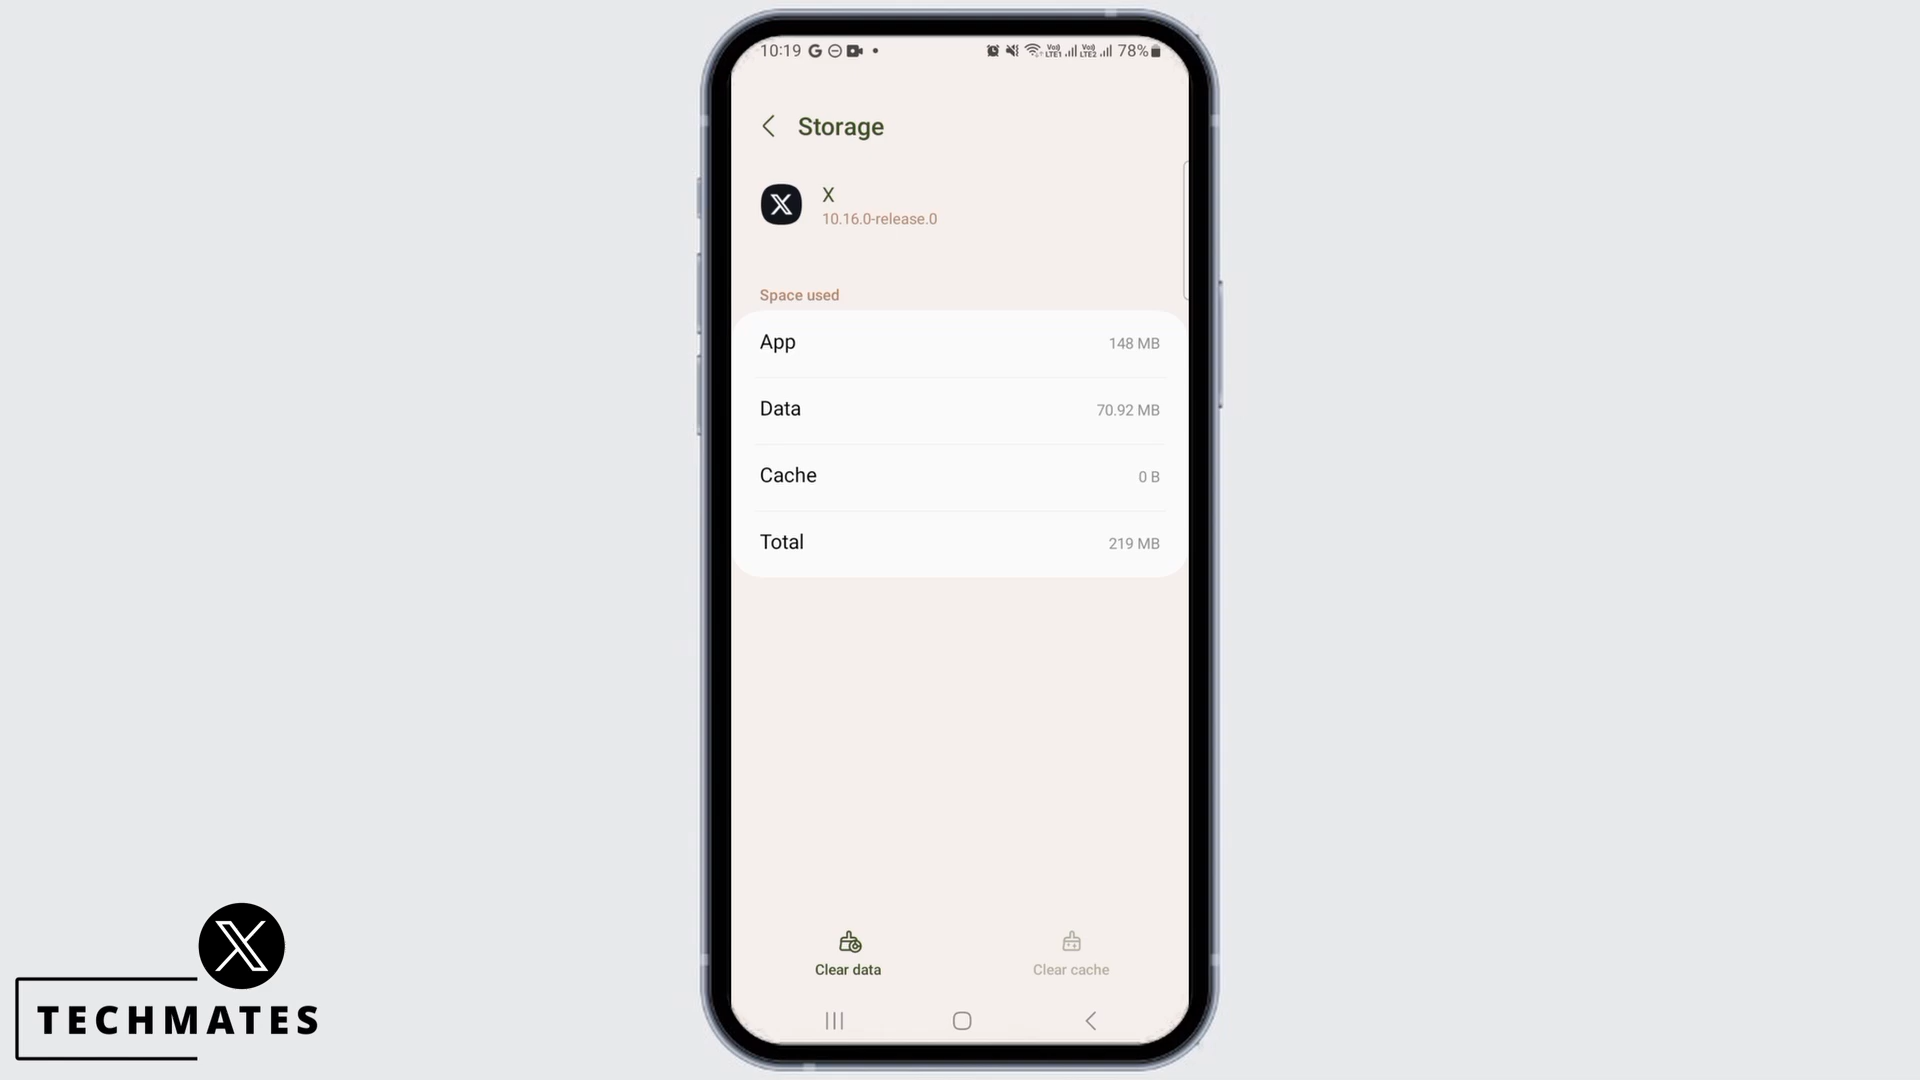 10:19 78%
Storage
X
10.16.0-release.0
Space used
App 148 MB
Data 70.92 MB
Cache 0 B
Total 219 MB
Clear data Clear cache
TECHMATES